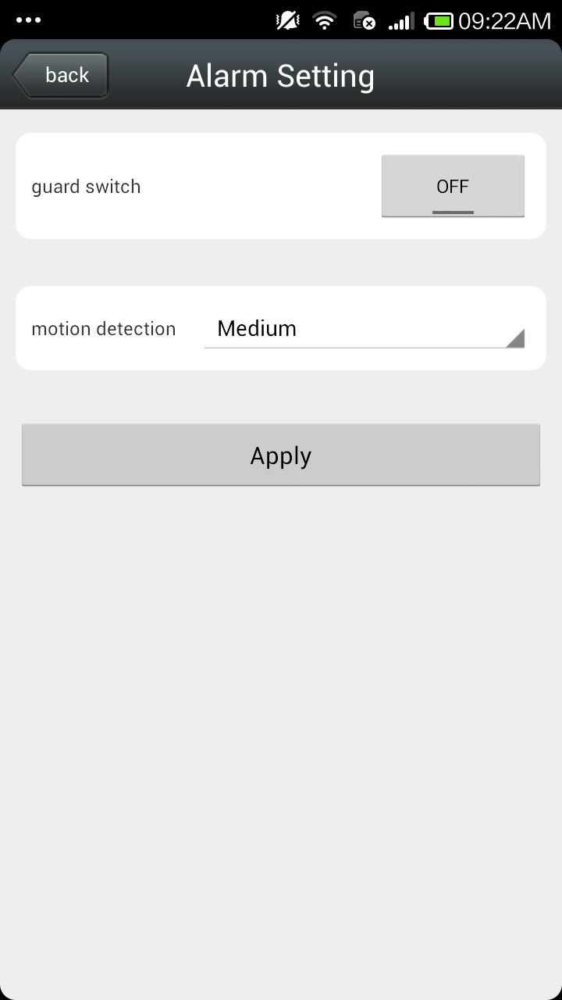 09:22AM
back
Alarm Setting
guard switch
OFF
motion detection
Medium
Apply